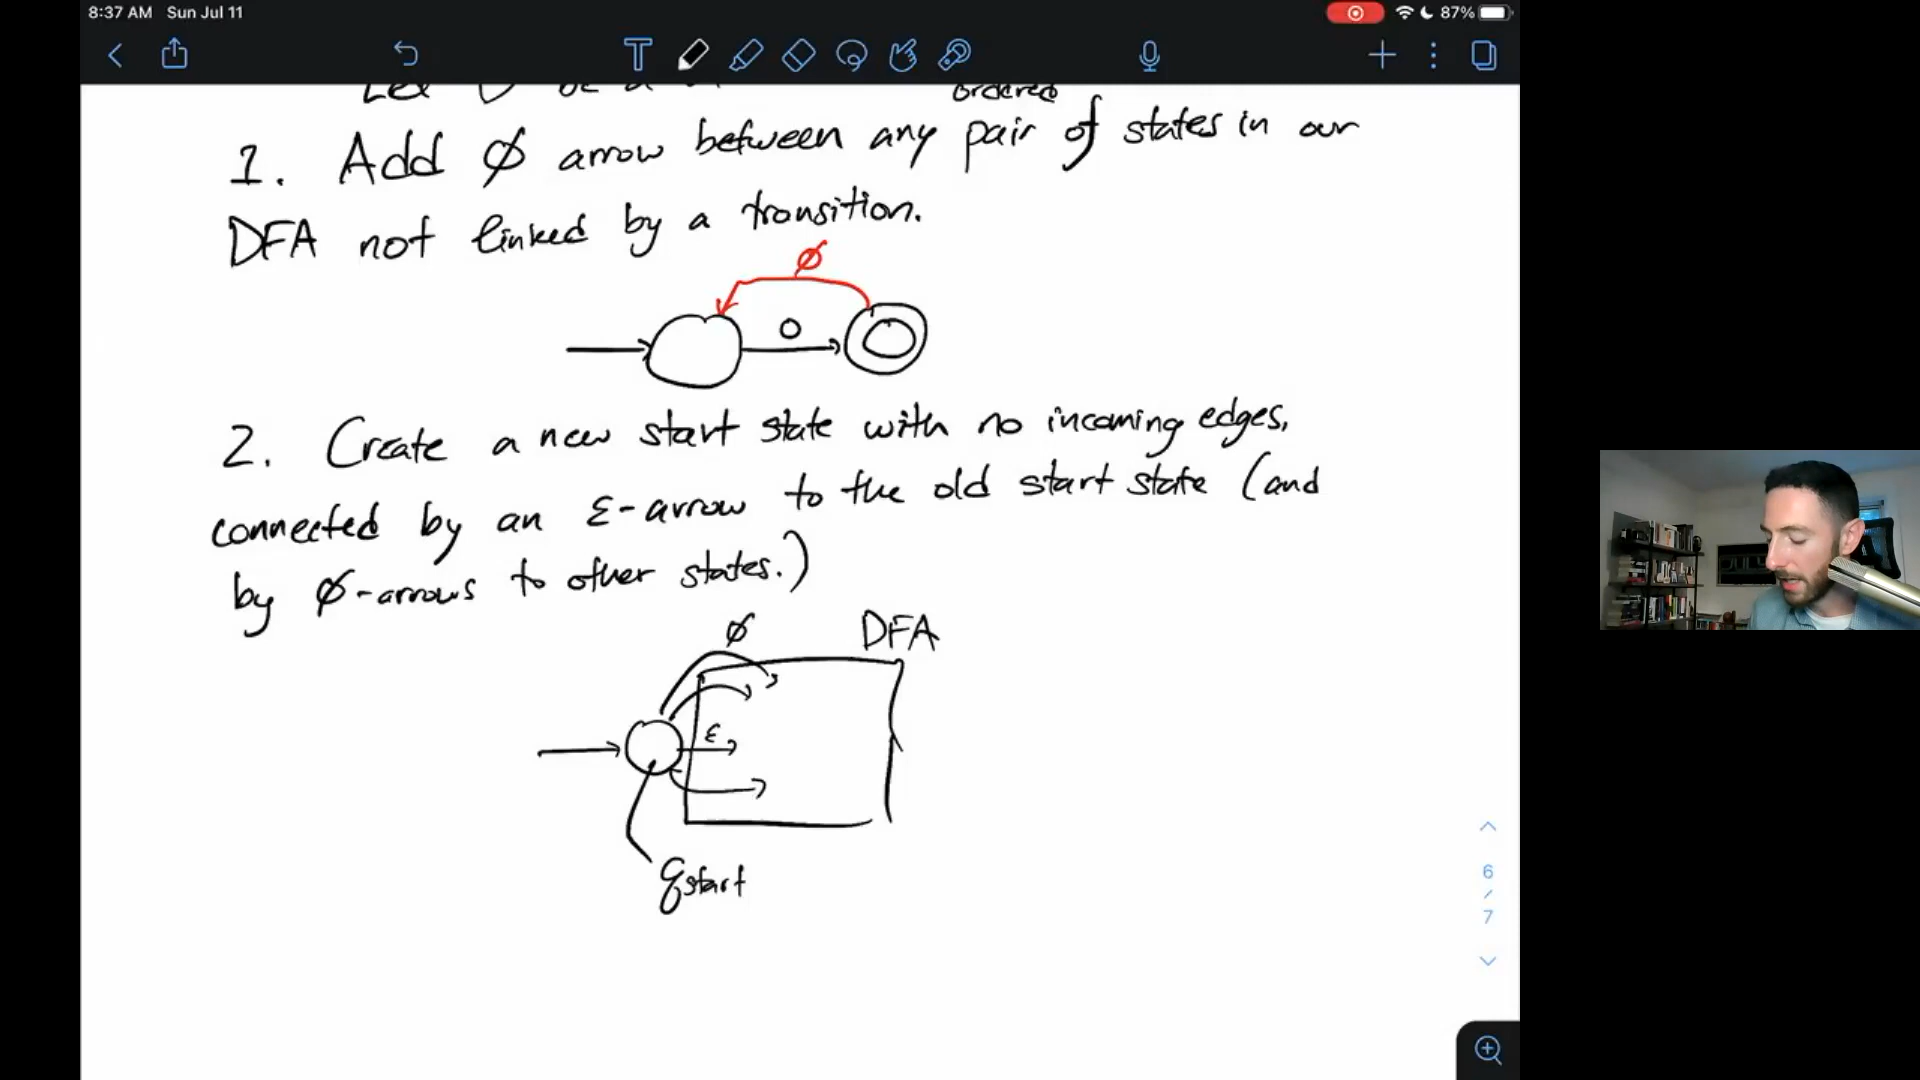 8:37 AM Sun Jul 11
87%
ordered
1. Add ∅ arrow between any pair of states in our
DFA not linked by a transition.
∅
0
2. Create a new start state with no incoming edges,
connected by an ε-arrow to the old start state (and
by ∅-arrows to other states.)
∅ DFA
ε
qstart
6
/
7